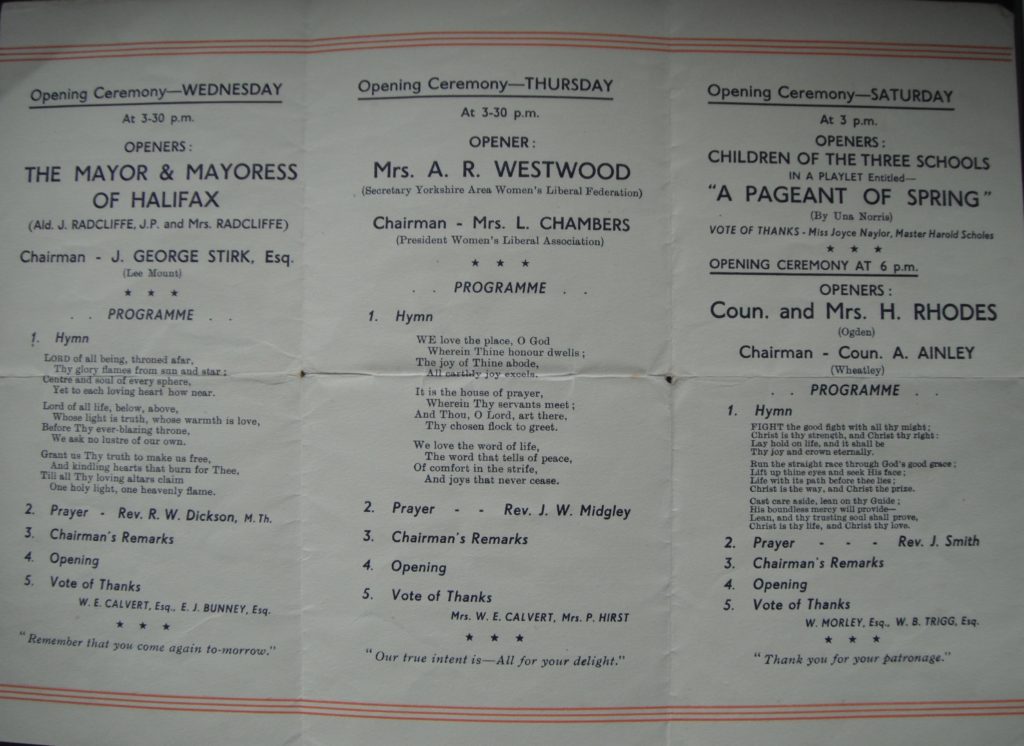 Opening Ceremony—WEDNESDAY
At 3-30 p.m.
OPENERS:
THE MAYOR & MAYORESS
OF HALIFAX
(Ald. J. RADCLIFFE, J.P. and Mrs. RADCLIFFE)
Chairman - J. GEORGE STIRK, Esq.
(Lee Mount)
★ ★ ★
. . PROGRAMME . .
1. Hymn
LORD of all being, throned afar,
Thy glory flames from sun and star;
Centre and soul of every sphere,
Yet to each loving heart how near.
Lord of all life, below, above,
Whose light is truth, whose warmth is love,
Before Thy ever-blazing throne,
We ask no lustre of our own.
Grant us Thy truth to make us free,
And kindling hearts that burn for Thee,
Till all Thy loving altars claim
One holy light, one heavenly flame.
2. Prayer - Rev. R. W. Dickson, M.Th.
3. Chairman's Remarks
4. Opening
5. Vote of Thanks
W. E. CALVERT, Esq., E. J. BUNNEY, Esq.
★ ★ ★
"Remember that you come again to-morrow."
Opening Ceremony—THURSDAY
At 3-30 p.m.
OPENER:
Mrs. A. R. WESTWOOD
(Secretary Yorkshire Area Women's Liberal Federation)
Chairman - Mrs. L. CHAMBERS
(President Women's Liberal Association)
★ ★ ★
. . PROGRAMME . .
1. Hymn
WE love the place, O God
Wherein Thine honour dwells;
The joy of Thine abode,
All earthly joy excels.
It is the house of prayer,
Wherein Thy servants meet;
And Thou, O Lord, art there,
Thy chosen flock to greet.
We love the word of life,
The word that tells of peace,
Of comfort in the strife,
And joys that never cease.
2. Prayer - - Rev. J. W. Midgley
3. Chairman's Remarks
4. Opening
5. Vote of Thanks
Mrs. W. E. CALVERT, Mrs. P. HIRST
★ ★ ★
"Our true intent is—All for your delight."
Opening Ceremony—SATURDAY
At 3 p.m.
OPENERS:
CHILDREN OF THE THREE SCHOOLS
IN A PLAYLET Entitled—
"A PAGEANT OF SPRING"
(By Una Norris)
VOTE OF THANKS - Miss Joyce Naylor, Master Harold Scholes
★ ★ ★
OPENING CEREMONY AT 6 p.m.
OPENERS:
Coun. and Mrs. H. RHODES
(Ogden)
Chairman - Coun. A. AINLEY
(Wheatley)
. . PROGRAMME . .
1. Hymn
FIGHT the good fight with all thy might;
Christ is thy strength, and Christ thy right:
Lay hold on life, and it shall be
Thy joy and crown eternally.
Run the straight race through God's good grace;
Lift up thine eyes and seek His face;
Life with its path before thee lies;
Christ is the way, and Christ the prize.
Cast care aside, lean on thy Guide;
His boundless mercy will provide—
Lean, and thy trusting soul shall prove,
Christ is thy life, and Christ thy love.
2. Prayer - - - Rev. J. Smith
3. Chairman's Remarks
4. Opening
5. Vote of Thanks
W. MORLEY, Esq., W. B. TRIGG, Esq.
★ ★ ★
"Thank you for your patronage."